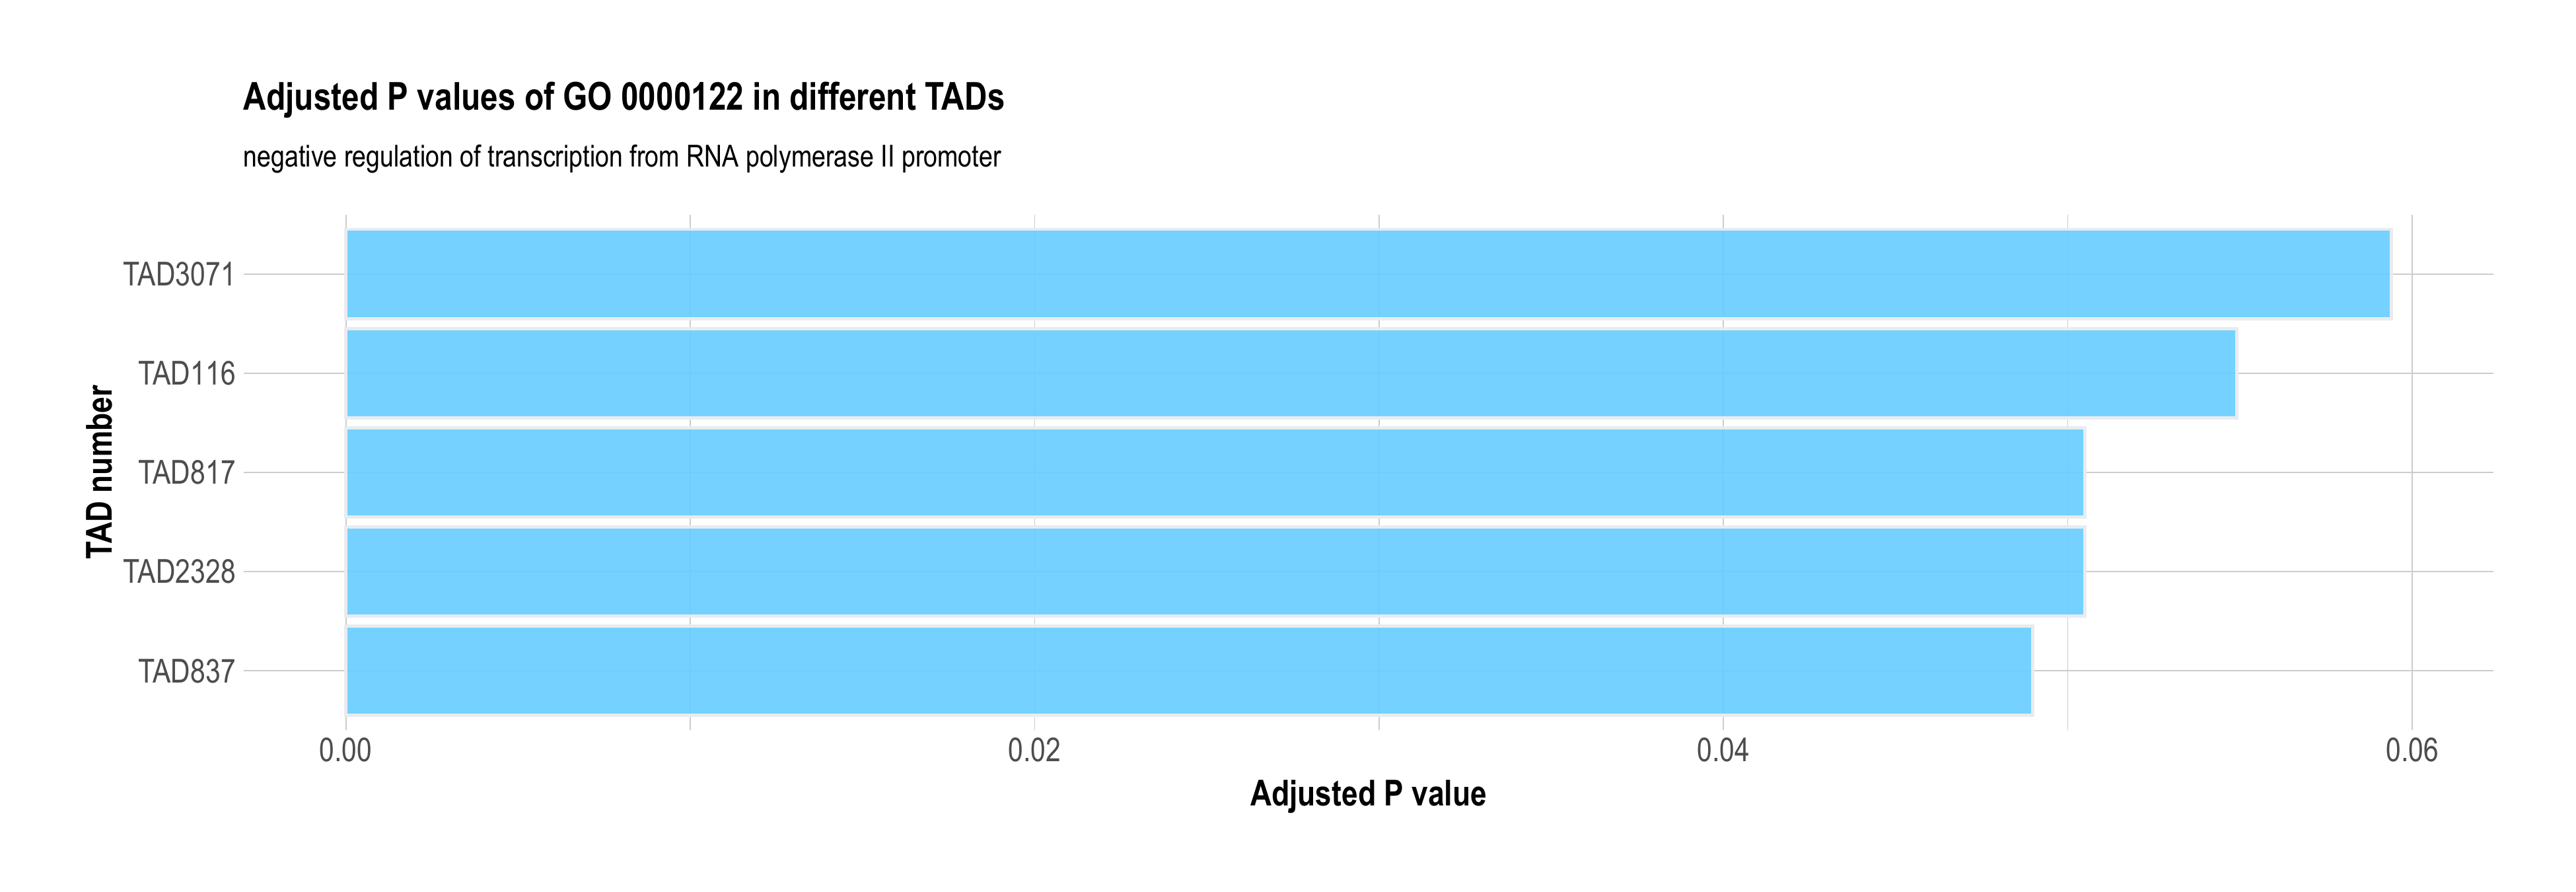 Adjusted P values of GO 0000122 in different TADs
negative regulation of transcription from RNA polymerase II promoter
TAD number
TAD3071
TAD116
TAD817
TAD2328
TAD837
0.00 0.02 0.04 0.06
Adjusted P value